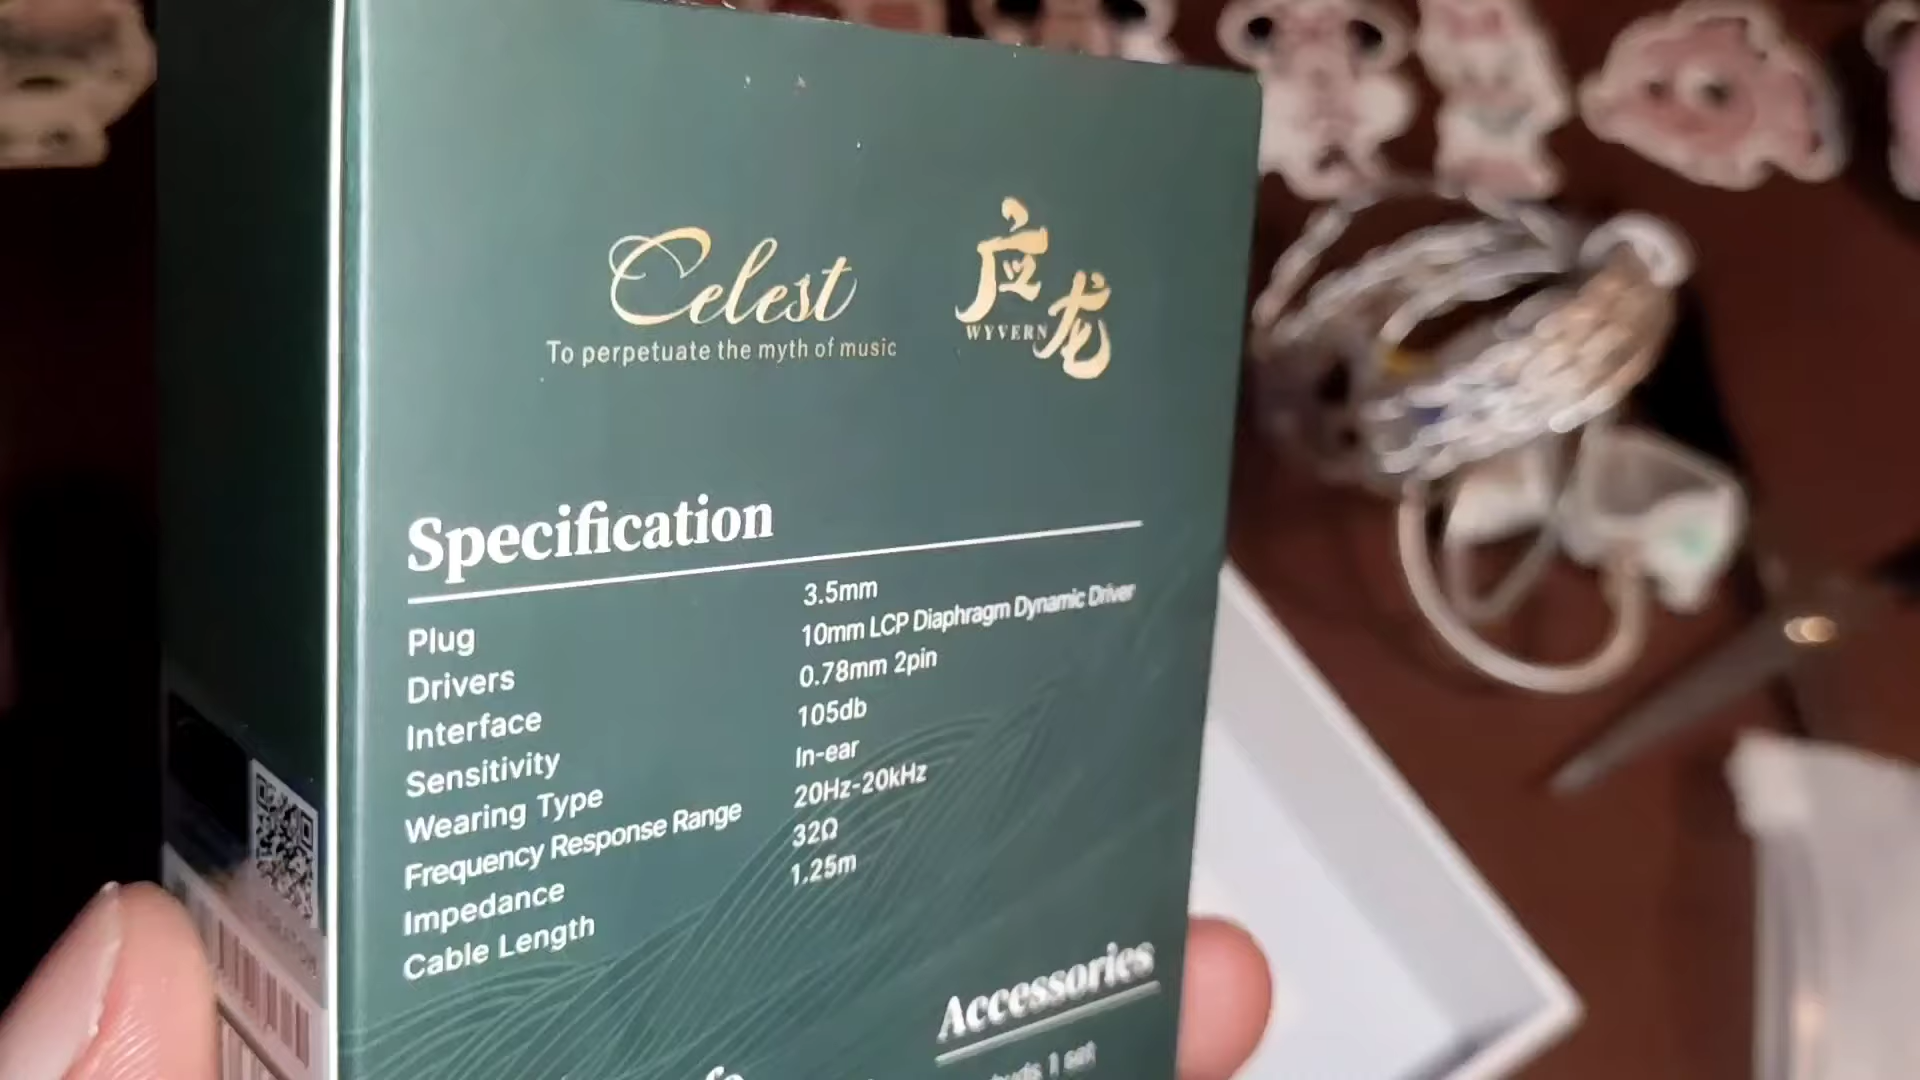 Celest
To perpetuate the myth of music
应龙
WYVERN
Specification
Plug 3.5mm
Drivers 10mm LCP Diaphragm Dynamic Driver
Interface 0.78mm 2pin
Sensitivity 105db
Wearing Type In-ear
Frequency Response Range 20Hz-20kHz
Impedance 32Ω
Cable Length 1.25m
Accessories
1 set